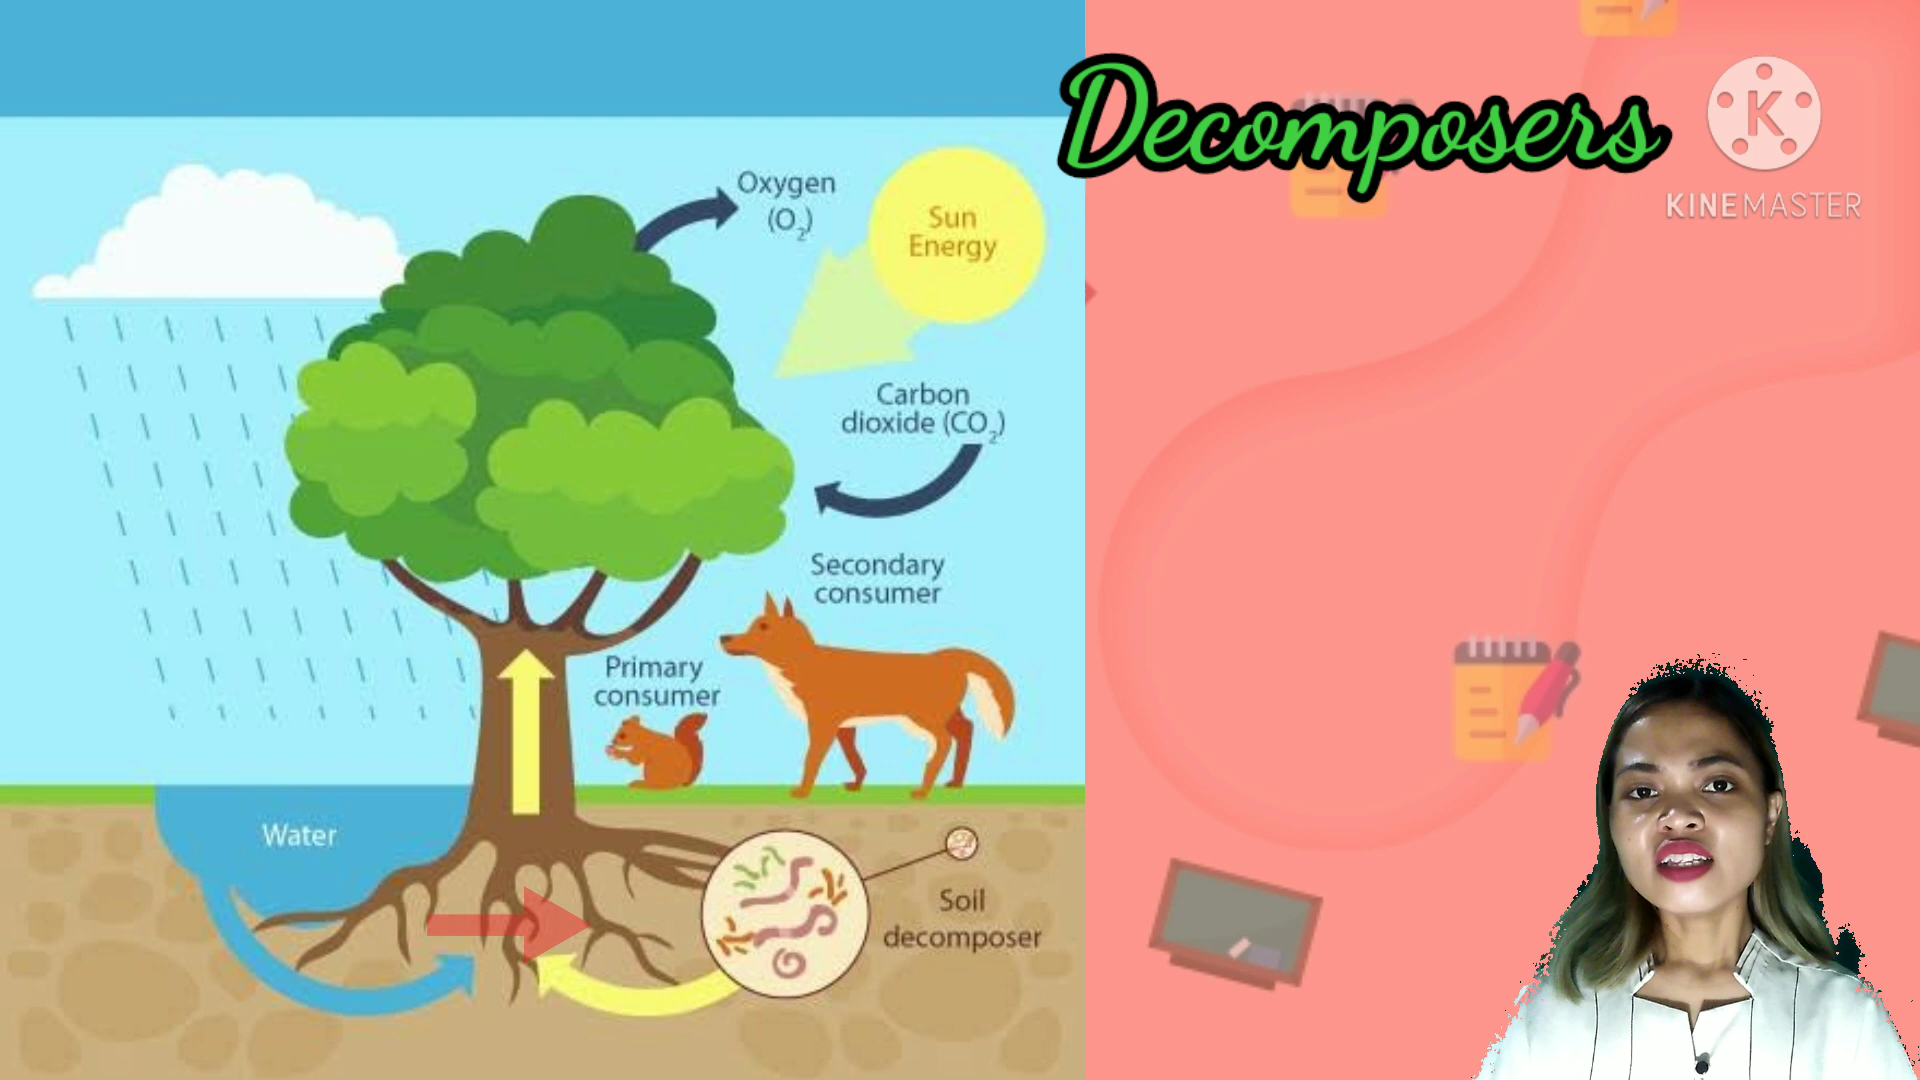 Decomposers
K
KINEMASTER
Oxygen
(O2)
Sun
Energy
Carbon
dioxide (CO2)
Secondary
consumer
Primary
consumer
Water
Soil
decomposer